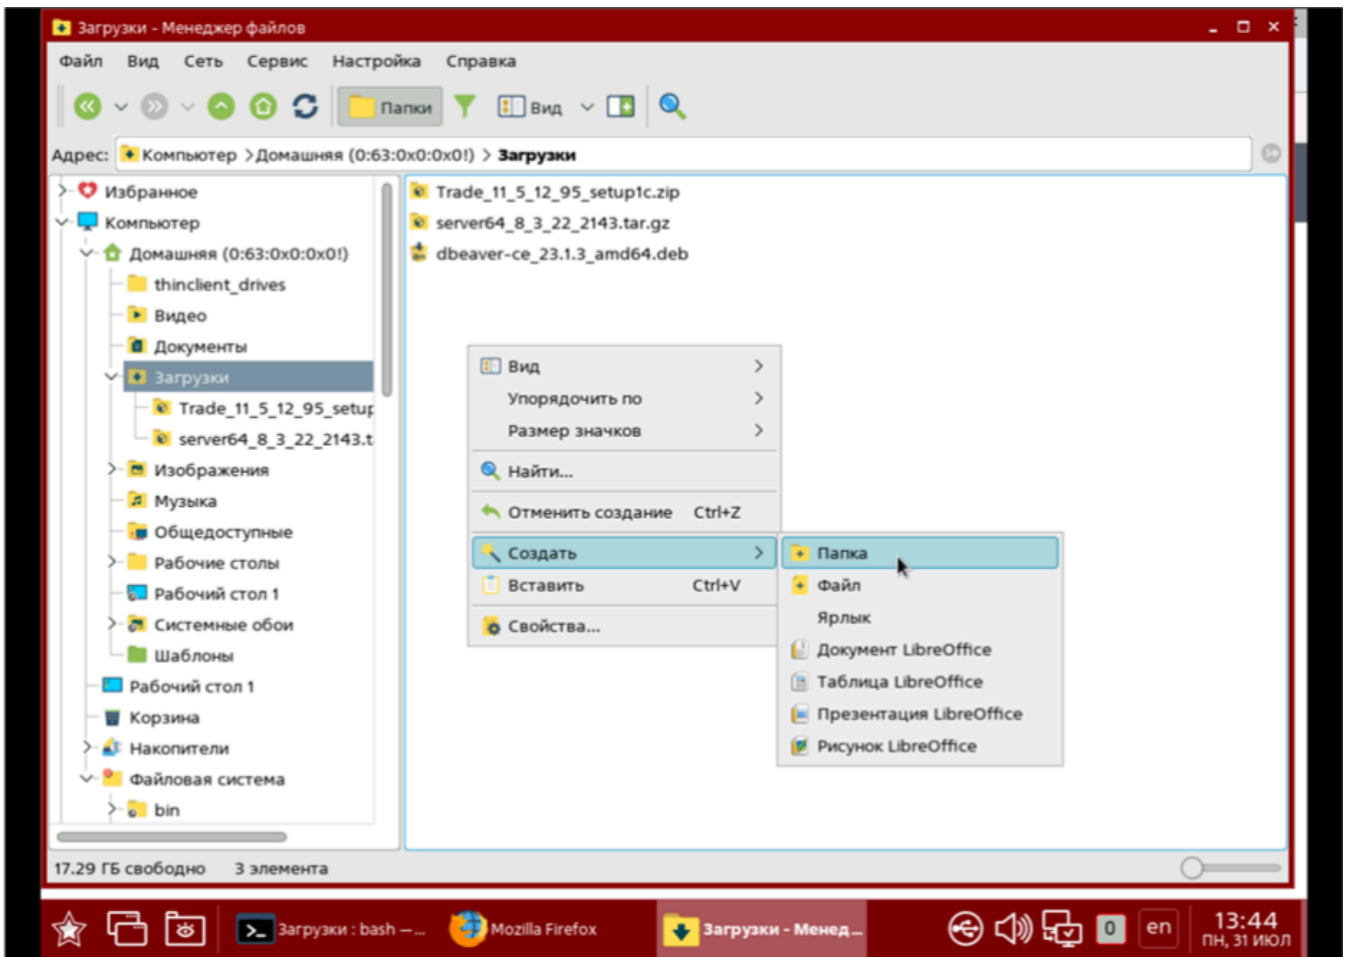 Загрузки - Менеджер файлов
Файл Вид Сеть Сервис Настройка Справка
Папки Вид
Адрес: Компьютер >Домашняя (0:63:0x0:0x0!) > Загрузки
Избранное
Компьютер
Домашняя (0:63:0x0:0x0!)
thinclient_drives
Видео
Документы
Загрузки
Trade_11_5_12_95_setup
server64_8_3_22_2143.t
Изображения
Музыка
Общедоступные
Рабочие столы
Рабочий стол 1
Системные обои
Шаблоны
Рабочий стол 1
Корзина
Накопители
Файловая система
bin
Trade_11_5_12_95_setup1c.zip
server64_8_3_22_2143.tar.gz
dbeaver-ce_23.1.3_amd64.deb
Вид
Упорядочить по
Размер значков
Найти...
Отменить создание Ctrl+Z
Создать
Вставить Ctrl+V
Свойства...
Папка
Файл
Ярлык
Документ LibreOffice
Таблица LibreOffice
Презентация LibreOffice
Рисунок LibreOffice
17.29 ГБ свободно 3 элемента
Загрузки : bash —...
Mozilla Firefox
Загрузки - Менед...
0
en
13:44
ПН, 31 ИЮЛ